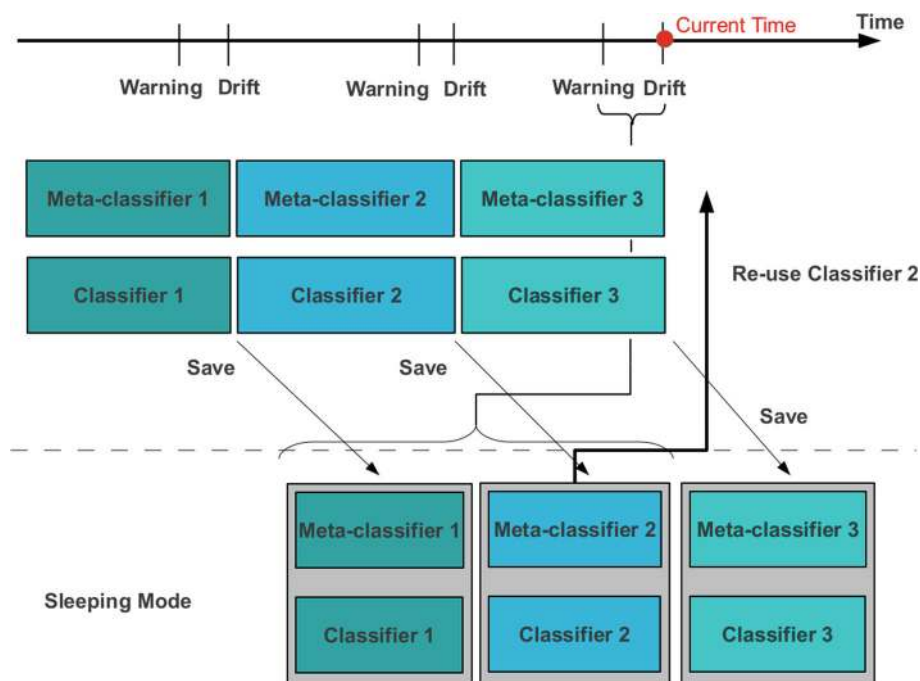 Current Time
Time
Warning Drift
Warning Drift
Warning Drift
Meta-classifier 1
Meta-classifier 2
Meta-classifier 3
Classifier 1
Classifier 2
Classifier 3
Re-use Classifier 2
Save
Save
Save
Meta-classifier 1
Meta-classifier 2
Meta-classifier 3
Sleeping Mode
Classifier 1
Classifier 2
Classifier 3